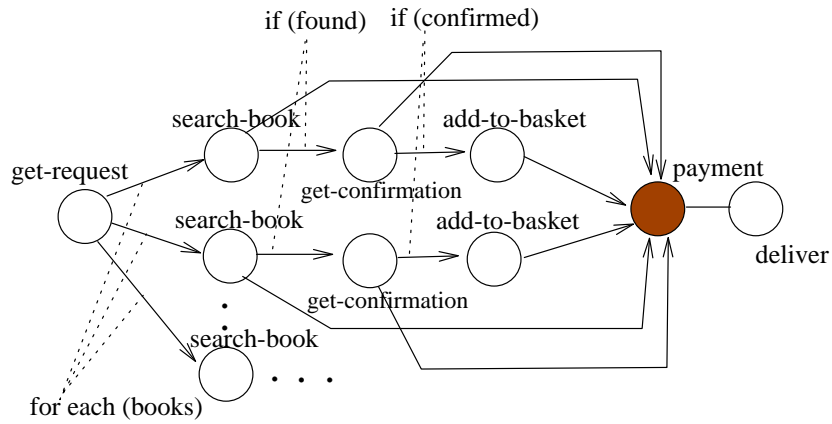 if (found)
if (confirmed)
search-book
add-to-basket
get-request
payment
get-confirmation
search-book
add-to-basket
deliver
get-confirmation
search-book
for each (books)